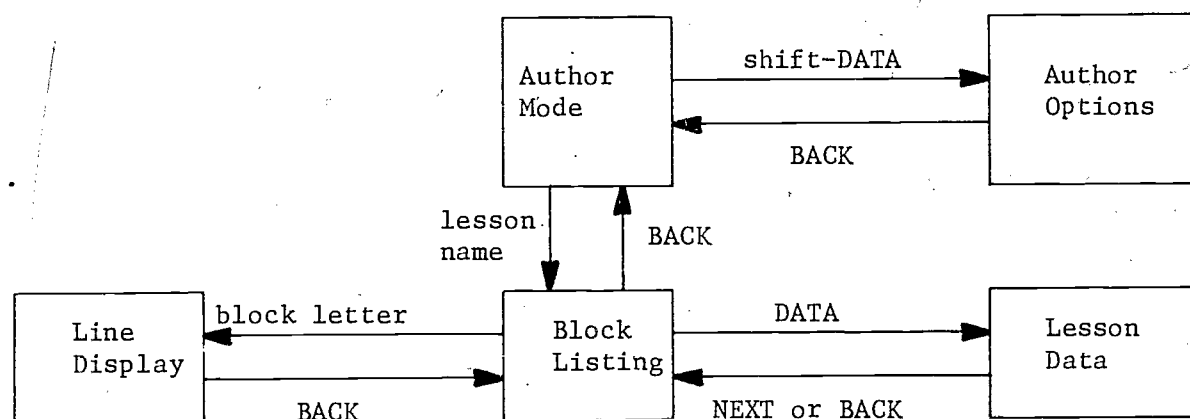 Author
Mode
shift-DATA
Author
Options
BACK
lesson
name
BACK
Line
Display
block letter
BACK
Block
Listing
DATA
Lesson
Data
NEXT or BACK